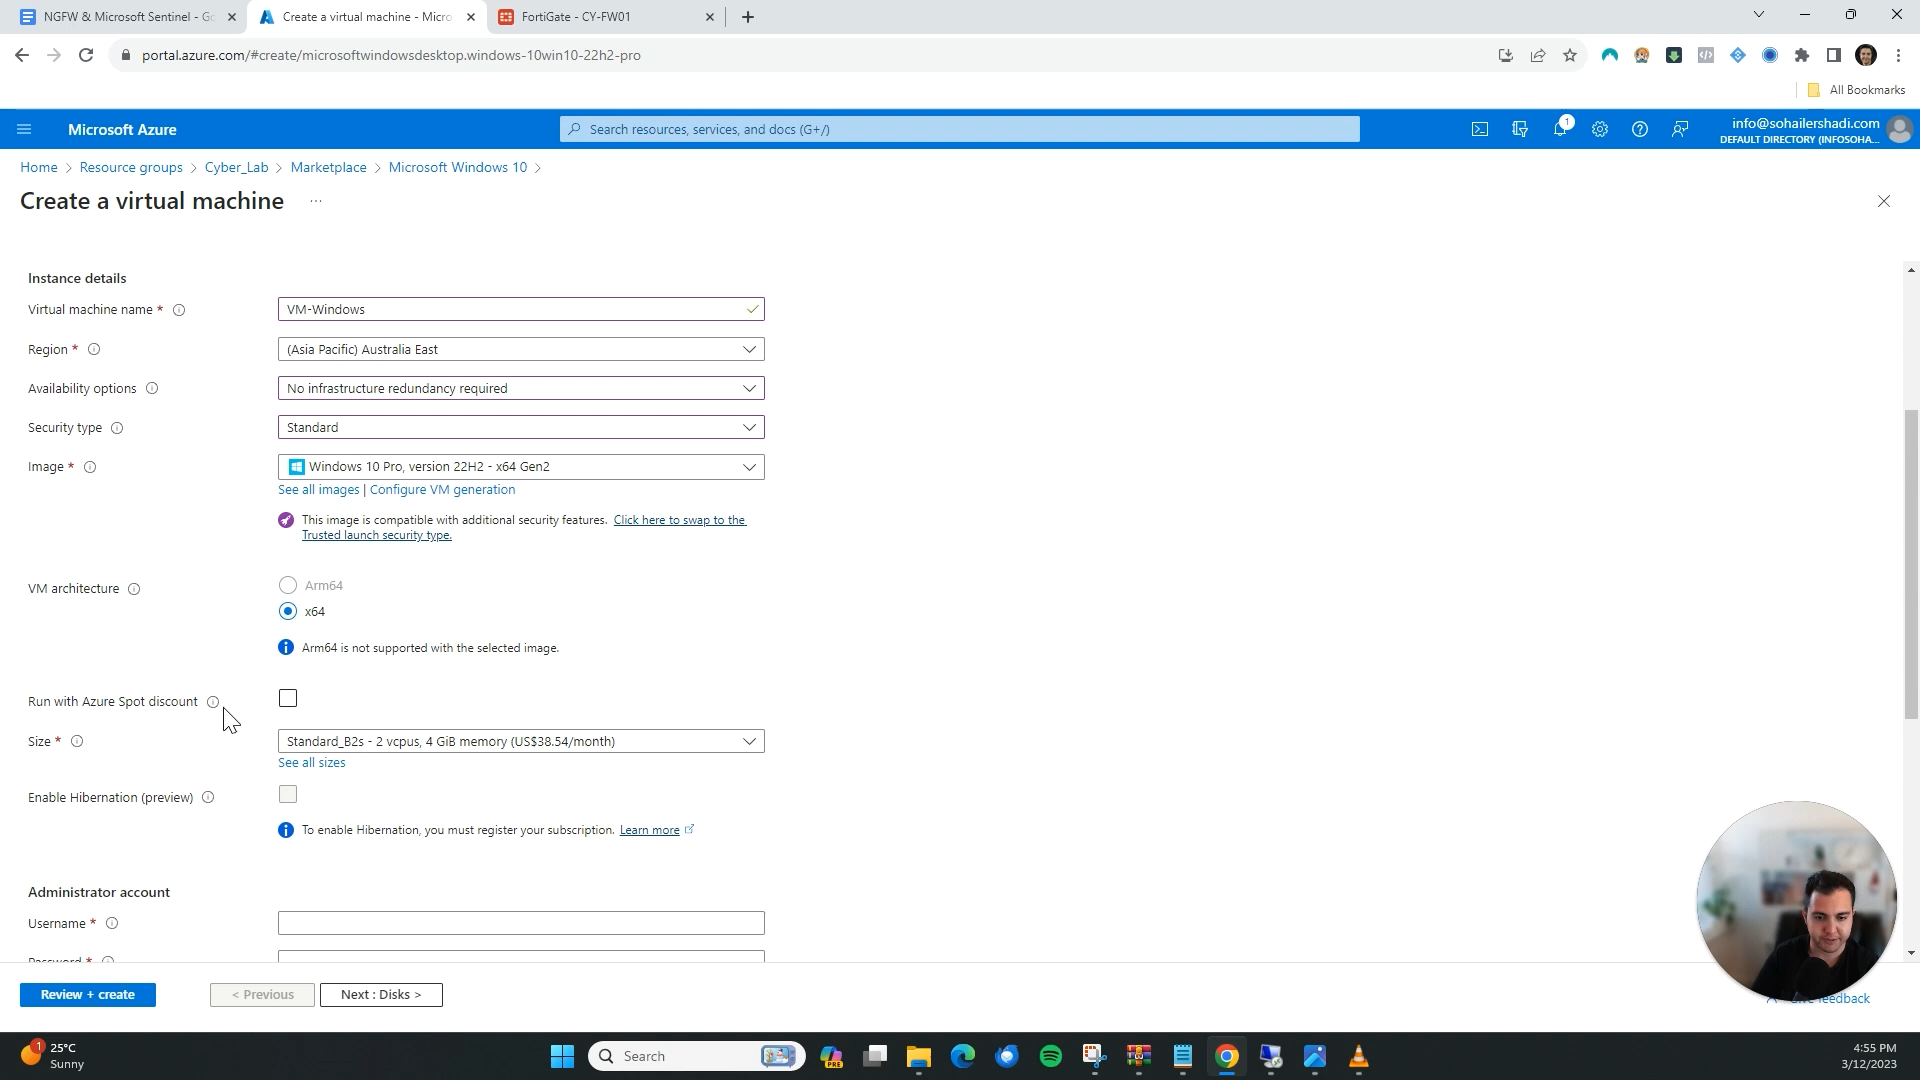 NGFW & Microsoft Sentinel - Go
Create a virtual machine - Micro
FortiGate - CY-FW01
portal.azure.com/#create/microsoftwindowsdesktop.windows-10win10-22h2-pro
All Bookmarks
Microsoft Azure
Search resources, services, and docs (G+/)
1
info@sohailershadi.com
DEFAULT DIRECTORY (INFOSOHA...
Home > Resource groups > Cyber_Lab > Marketplace > Microsoft Windows 10 >
Create a virtual machine ...
Instance details
Virtual machine name * VM-Windows
Region * (Asia Pacific) Australia East
Availability options No infrastructure redundancy required
Security type Standard
Image * Windows 10 Pro, version 22H2 - x64 Gen2
See all images | Configure VM generation
This image is compatible with additional security features. Click here to swap to the
Trusted launch security type.
VM architecture
Arm64
x64
Arm64 is not supported with the selected image.
Run with Azure Spot discount
Size * Standard_B2s - 2 vcpus, 4 GiB memory (US$38.54/month)
See all sizes
Enable Hibernation (preview)
To enable Hibernation, you must register your subscription. Learn more
Administrator account
Username *
Password *
Review + create
< Previous
Next : Disks >
feedback
1
25°C
Sunny
Search
PRE
4:55 PM
3/12/2023